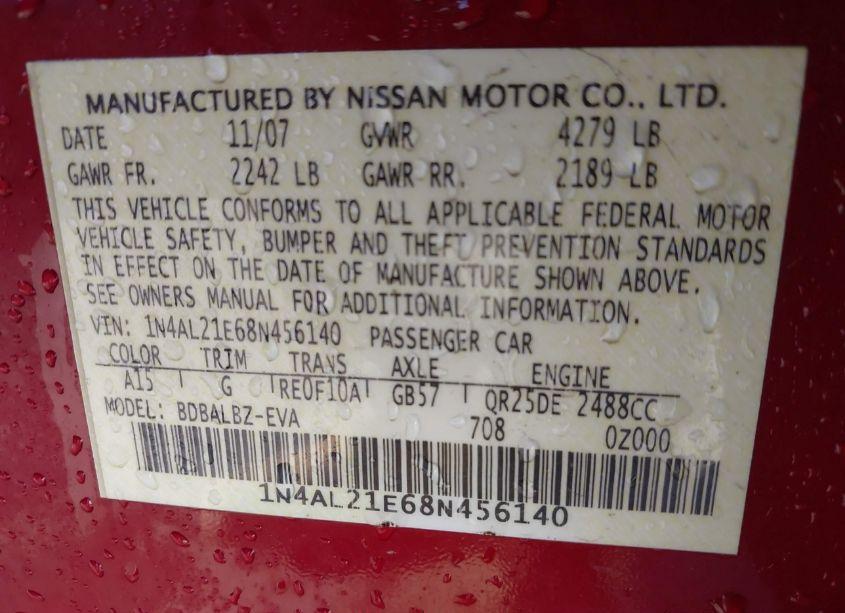 MANUFACTURED BY NISSAN MOTOR CO., LTD.
DATE 11/07 GVWR 4279 LB
GAWR FR. 2242 LB GAWR RR. 2189 LB
THIS VEHICLE CONFORMS TO ALL APPLICABLE FEDERAL MOTOR
VEHICLE SAFETY, BUMPER AND THEFT PREVENTION STANDARDS
IN EFFECT ON THE DATE OF MANUFACTURE SHOWN ABOVE.
SEE OWNERS MANUAL FOR ADDITIONAL INFORMATION.
VIN: 1N4AL21E68N456140 PASSENGER CAR
COLOR TRIM TRANS AXLE ENGINE
A15 G RE0F10A GB57 QR25DE 2488CC
MODEL: BDBALBZ-EVA 708 0Z000
1N4AL21E68N456140